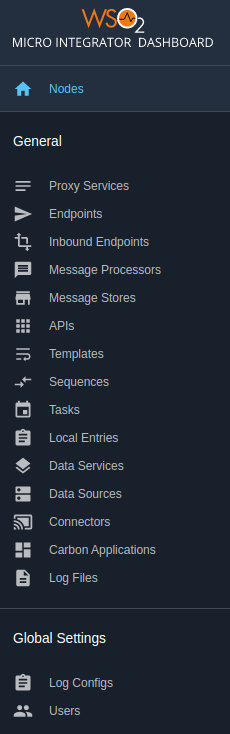 WSO2
MICRO INTEGRATOR DASHBOARD
Nodes
General
Proxy Services
Endpoints
Inbound Endpoints
Message Processors
Message Stores
APIs
Templates
Sequences
Tasks
Local Entries
Data Services
Data Sources
Connectors
Carbon Applications
Log Files
Global Settings
Log Configs
Users